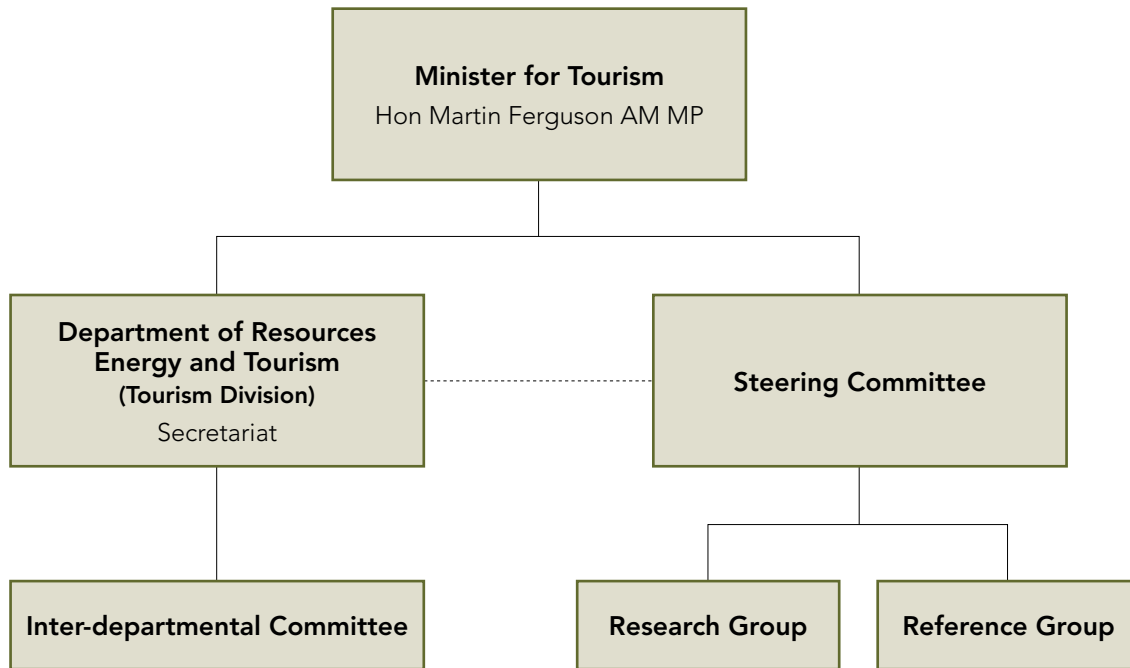 Minister for Tourism
Hon Martin Ferguson AM MP
Department of Resources
Energy and Tourism
(Tourism Division)
Secretariat
Steering Committee
Inter-departmental Committee
Research Group
Reference Group